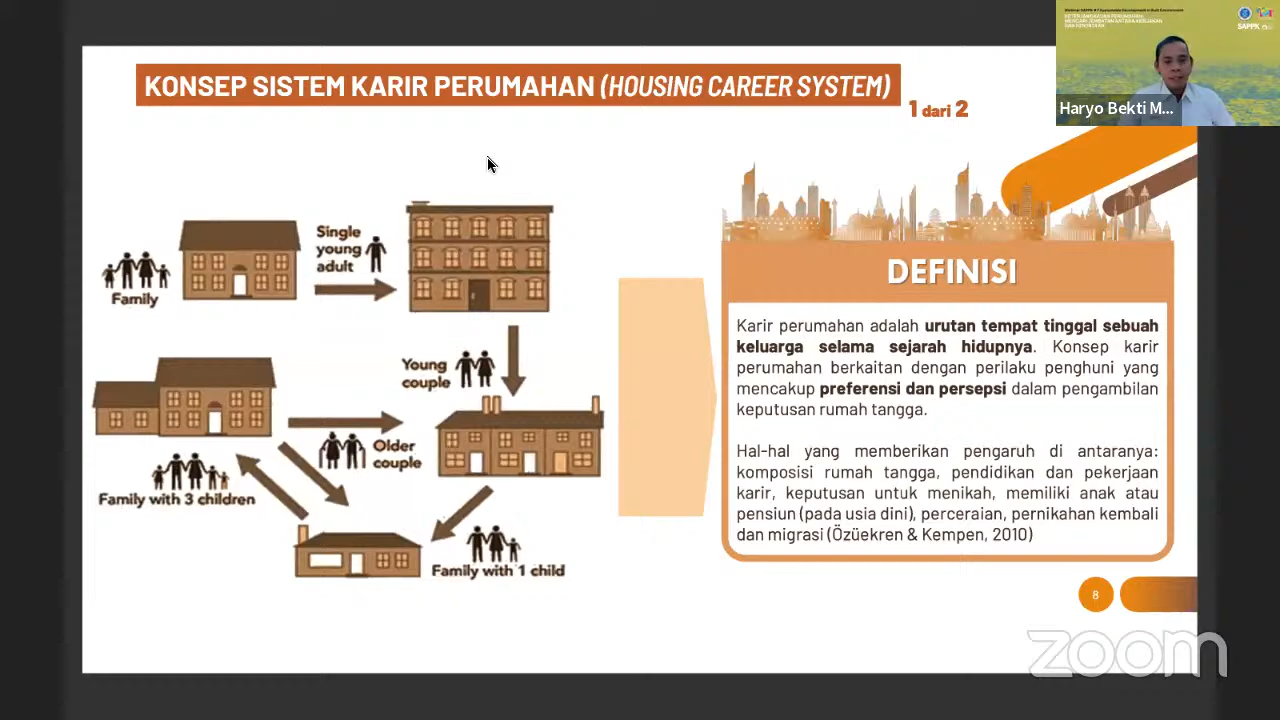 KONSEP SISTEM KARIR PERUMAHAN (HOUSING CAREER SYSTEM)
1 dari 2
SAPPK
Haryo Bekti M...
Family
Single
young
adult
Young
couple
Older
couple
Family with 3 children
Family with 1 child
DEFINISI
Karir perumahan adalah urutan tempat tinggal sebuah
keluarga selama sejarah hidupnya. Konsep karir
perumahan berkaitan dengan perilaku penghuni yang
mencakup preferensi dan persepsi dalam pengambilan
keputusan rumah tangga.
Hal-hal yang memberikan pengaruh di antaranya:
komposisi rumah tangga, pendidikan dan pekerjaan
karir, keputusan untuk menikah, memiliki anak atau
pensiun (pada usia dini), perceraian, pernikahan kembali
dan migrasi (Özüekren & Kempen, 2010)
8
zoom